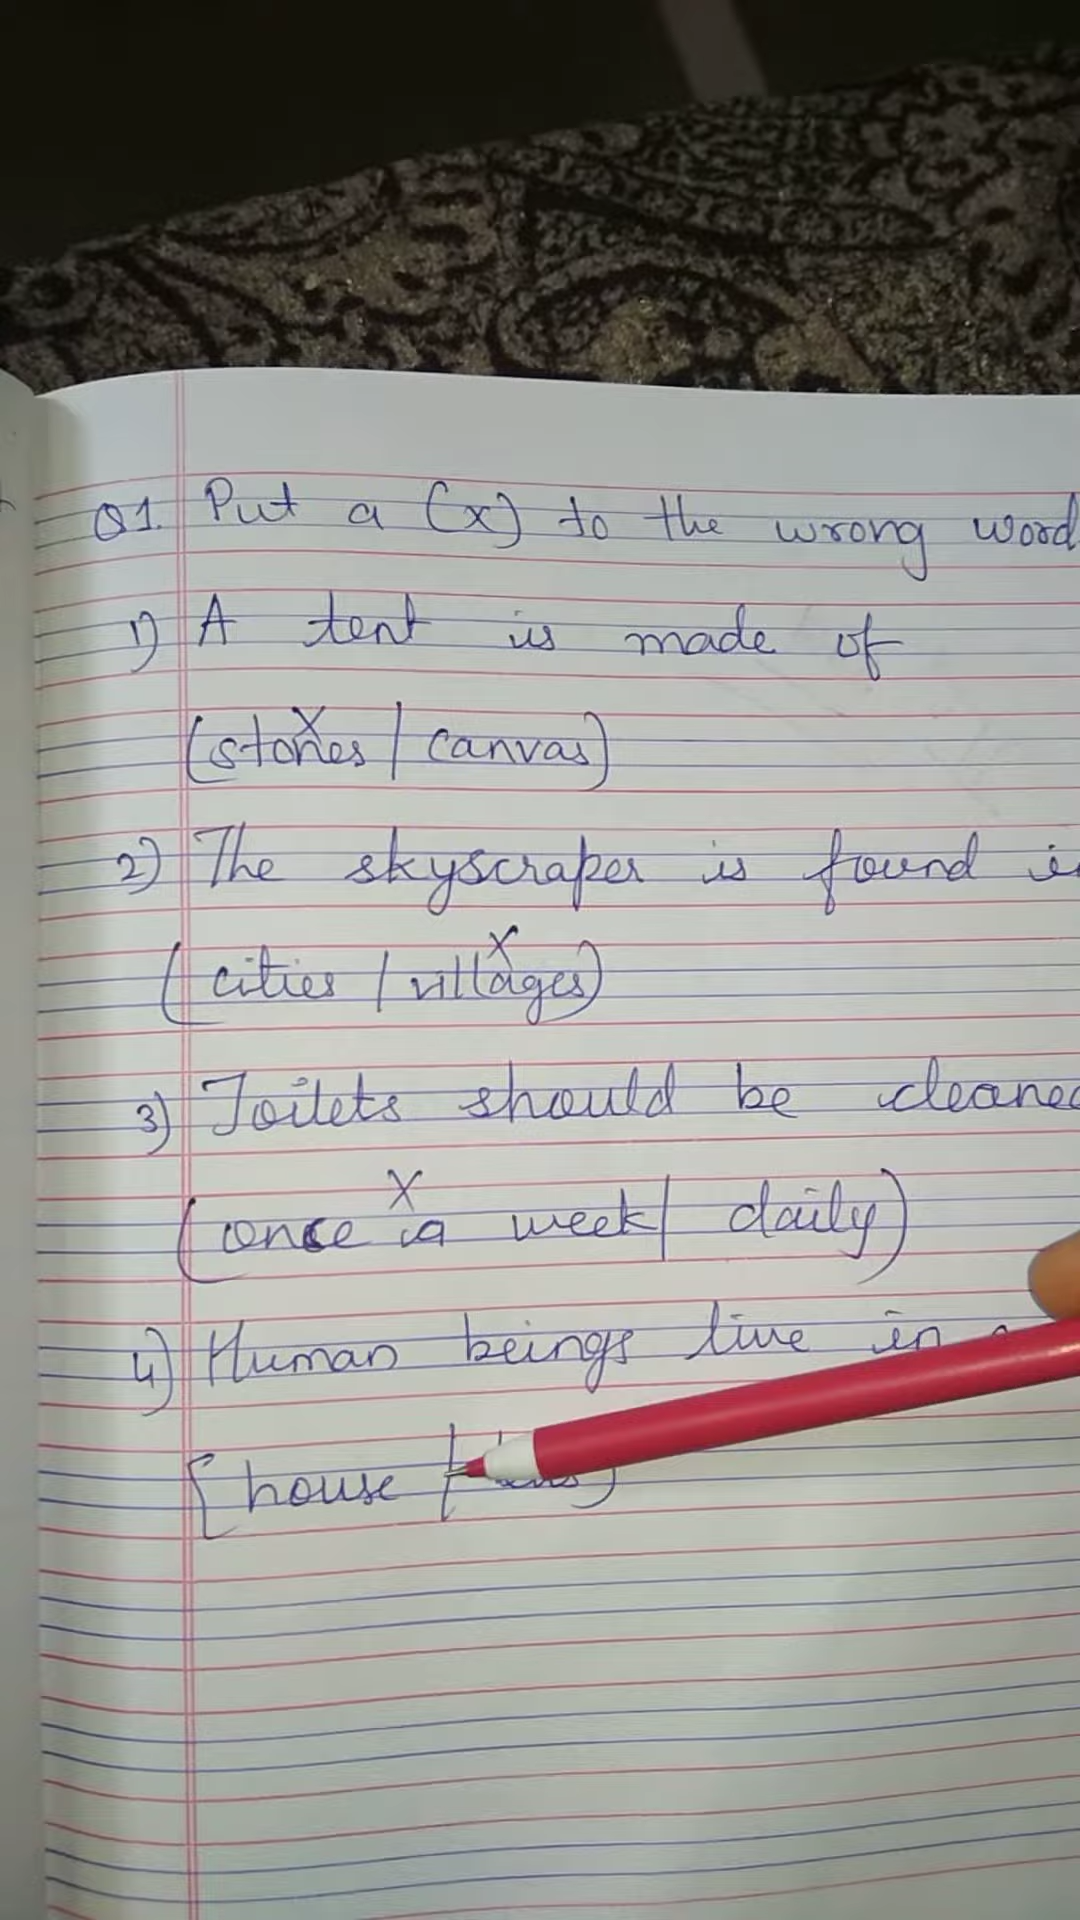 Q1. Put a (x) to the wrong word
1) A tent is made of
x
(stones / canvas)
2) The skyscraper is found in
x
(cities / villages)
3) Toilets should be cleaned
x
(once a week / daily)
4) Human beings live in
(house /